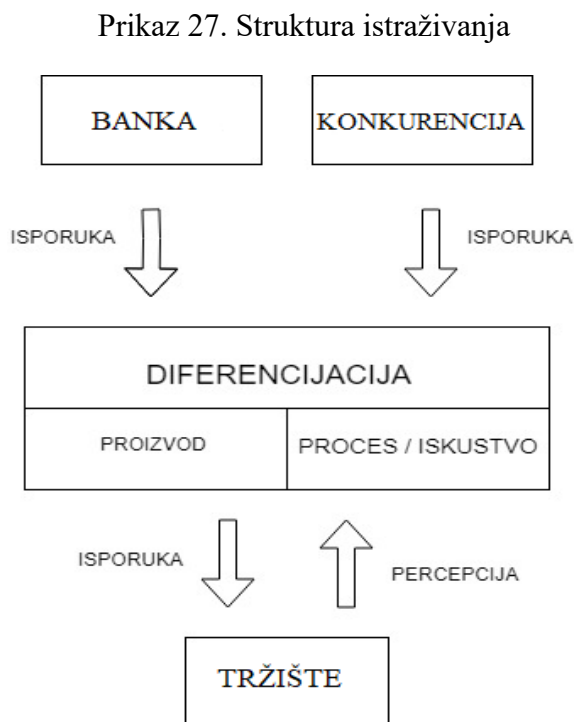 Prikaz 27. Struktura istraživanja
BANKA
KONKURENCIJA
ISPORUKA
ISPORUKA
DIFERENCIJACIJA
PROIZVOD
PROCES / ISKUSTVO
ISPORUKA
PERCEPCIJA
TRŽIŠTE